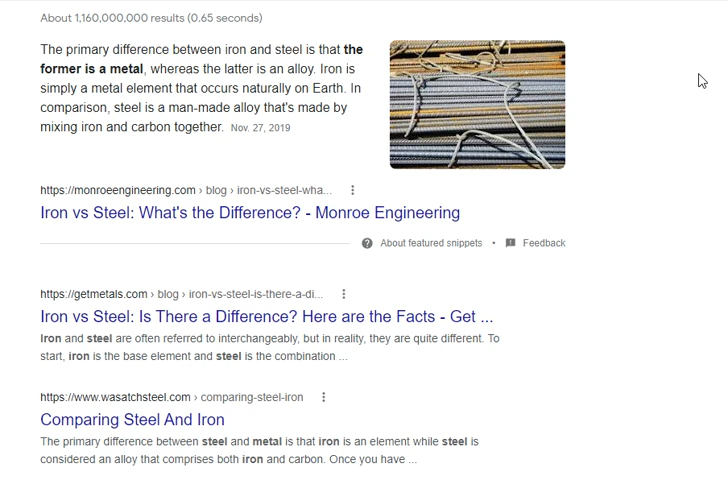 About 1,160,000,000 results (0.65 seconds)
The primary difference between iron and steel is that the
former is a metal, whereas the latter is an alloy. Iron is
simply a metal element that occurs naturally on Earth. In
comparison, steel is a man-made alloy that's made by
mixing iron and carbon together. Nov. 27, 2019
https://monroeengineering.com › blog › iron-vs-steel-wha...
Iron vs Steel: What's the Difference? - Monroe Engineering
About featured snippets • Feedback
https://getmetals.com › blog › iron-vs-steel-is-there-a-di...
Iron vs Steel: Is There a Difference? Here are the Facts - Get ...
Iron and steel are often referred to interchangeably, but in reality, they are quite different. To
start, iron is the base element and steel is the combination ...
https://www.wasatchsteel.com › comparing-steel-iron
Comparing Steel And Iron
The primary difference between steel and metal is that iron is an element while steel is
considered an alloy that comprises both iron and carbon. Once you have ...